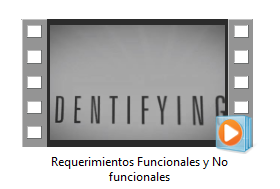 DENTIFYING
Requerimientos Funcionales y No
funcionales